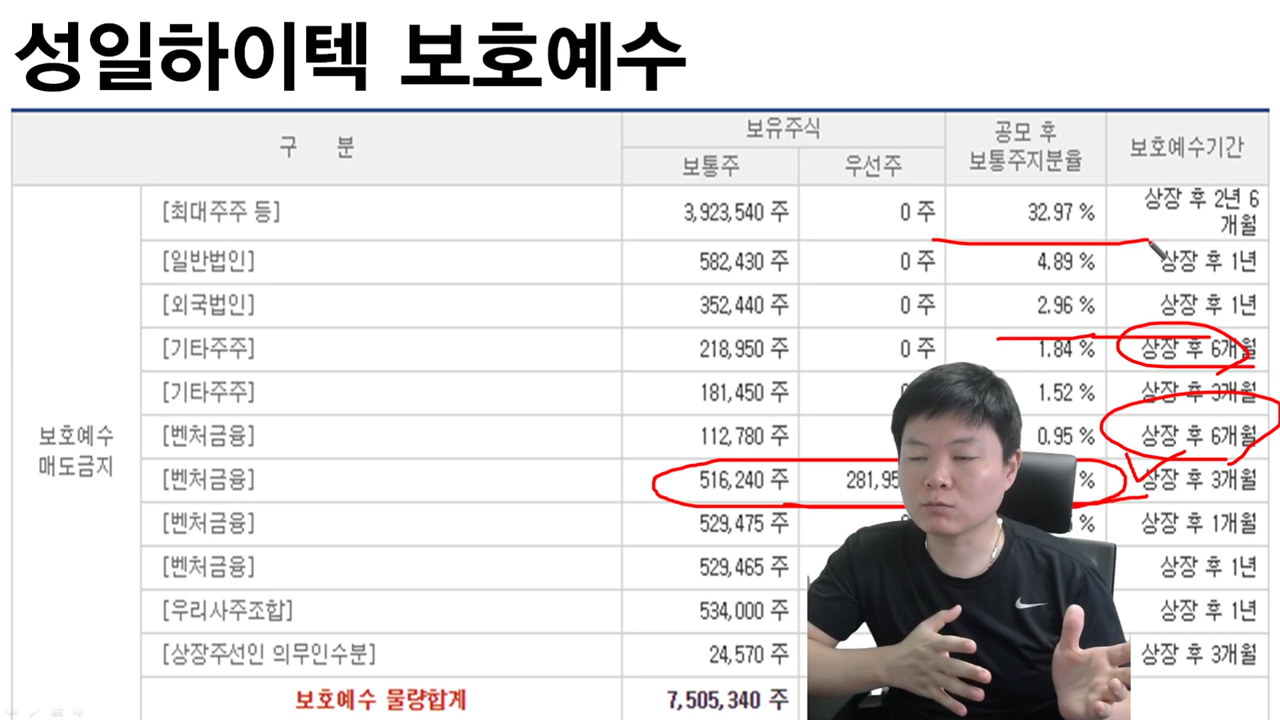 성일하이텍 보호예수
구 분
보유주식
공모 후
보통주지분율
보호예수기간
보통주
우선주
보호예수
매도금지
[최대주주 등] 3,923,540 주 0 주 32.97 % 상장 후 2년 6
개월
[일반법인] 582,430 주 0 주 4.89 % 상장 후 1년
[외국법인] 352,440 주 0 주 2.96 % 상장 후 1년
[기타주주] 218,950 주 0 주 1.84 % 상장 후 6개월
[기타주주] 181,450 주 1.52 % 상장 후 3개월
[벤처금융] 112,780 주 0.95 % 상장 후 6개월
[벤처금융] 516,240 주 % 상장 후 3개월
[벤처금융] 529,475 주 % 상장 후 1개월
[벤처금융] 529,465 주 상장 후 1년
[우리사주조합] 534,000 주 상장 후 1년
[상장주선인 의무인수분] 24,570 주 상장 후 3개월
보호예수 물량합계 7,505,340 주